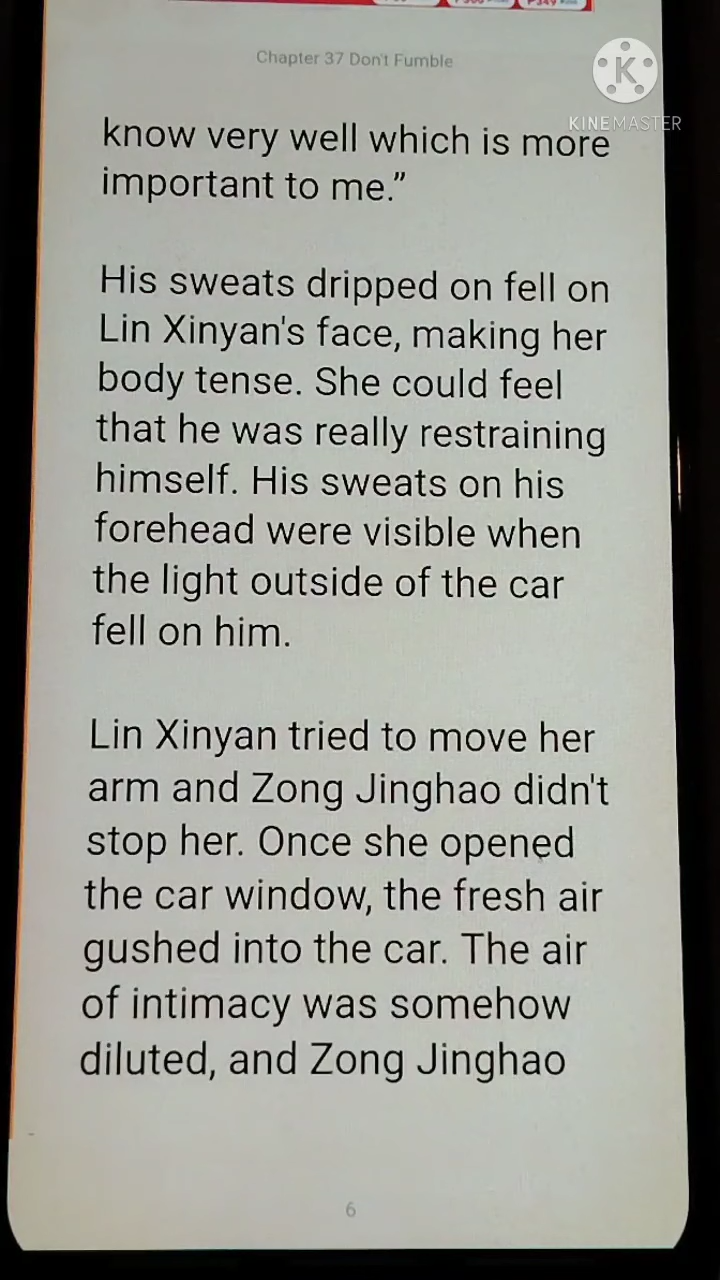 Chapter 37 Don't Fumble
K
KINEMASTER
know very well which is more
important to me.”
His sweats dripped on fell on
Lin Xinyan's face, making her
body tense. She could feel
that he was really restraining
himself. His sweats on his
forehead were visible when
the light outside of the car
fell on him.
Lin Xinyan tried to move her
arm and Zong Jinghao didn't
stop her. Once she opened
the car window, the fresh air
gushed into the car. The air
of intimacy was somehow
diluted, and Zong Jinghao
6